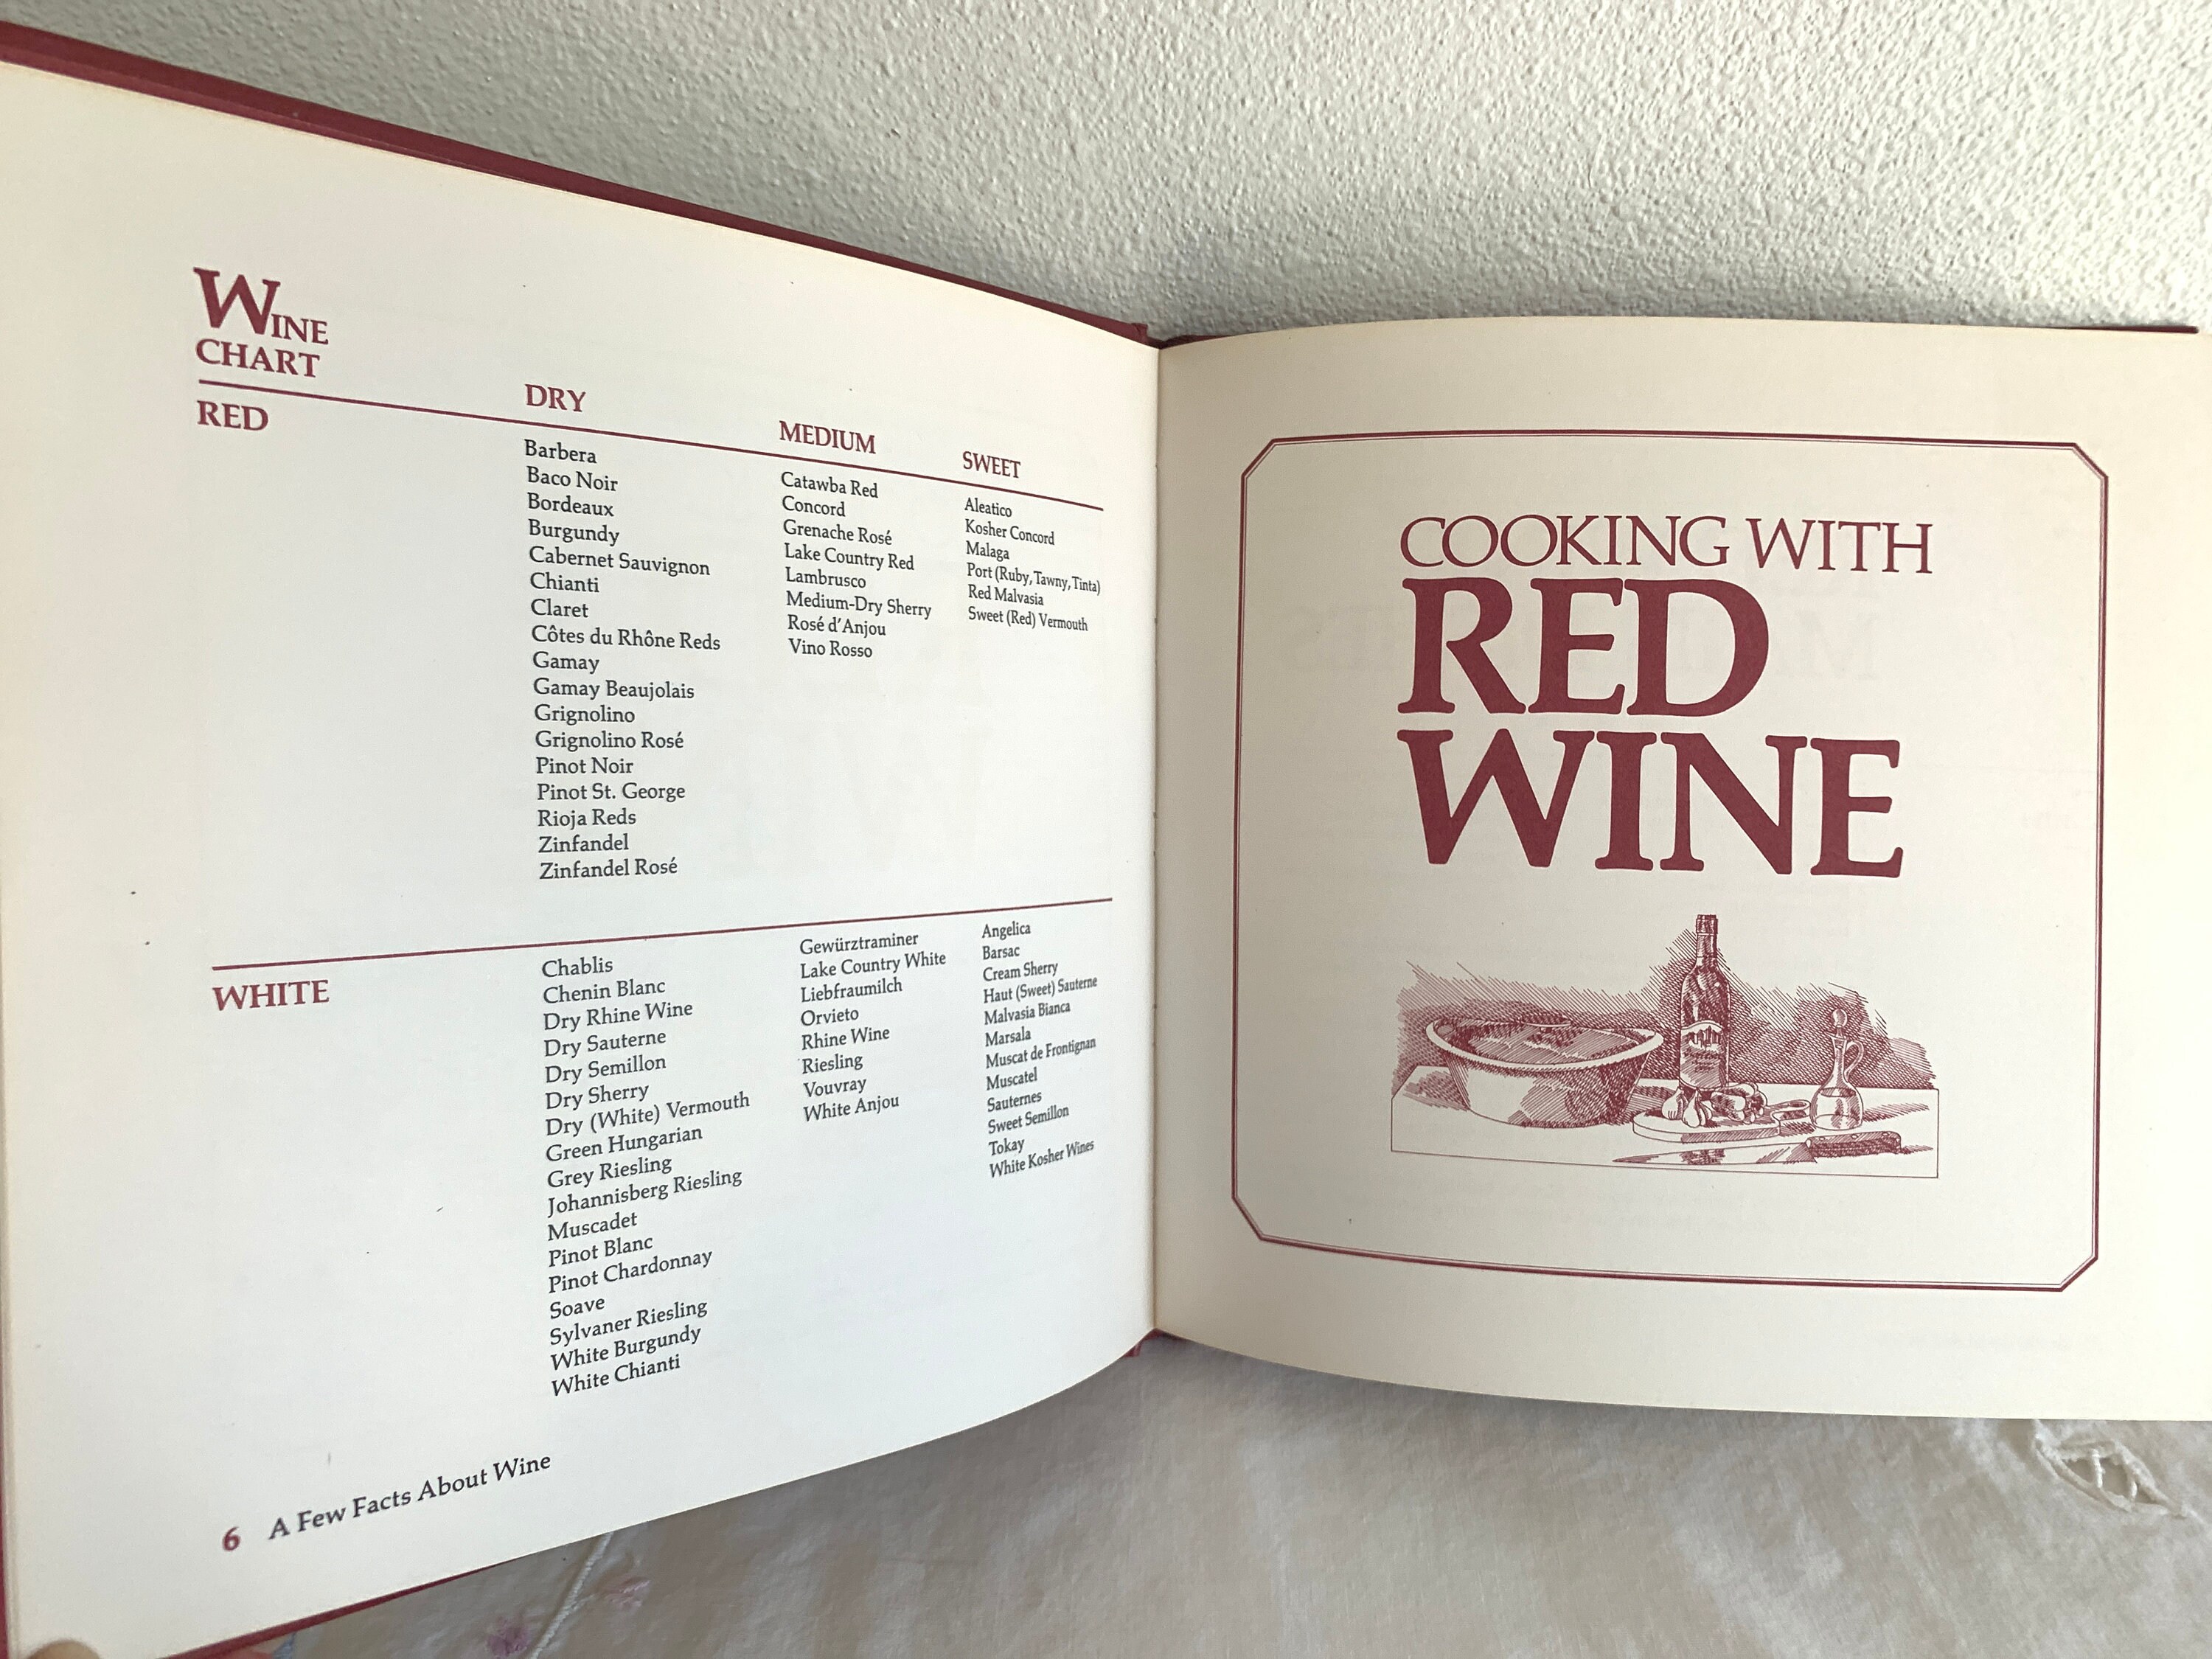 WINE
CHART
DRY
MEDIUM
SWEET
RED
Barbera
Baco Noir
Bordeaux
Burgundy
Cabernet Sauvignon
Chianti
Claret
Côtes du Rhône Reds
Gamay
Gamay Beaujolais
Grignolino
Grignolino Rosé
Pinot Noir
Pinot St. George
Rioja Reds
Zinfandel
Zinfandel Rosé
Catawba Red
Concord
Grenache Rosé
Lake Country Red
Lambrusco
Medium-Dry Sherry
Rosé d'Anjou
Vino Rosso
Aleatico
Kosher Concord
Malaga
Port (Ruby, Tawny, Tinta)
Red Malvasia
Sweet (Red) Vermouth
WHITE
Chablis
Chenin Blanc
Dry Rhine Wine
Dry Sauterne
Dry Semillon
Dry Sherry
Dry (White) Vermouth
Green Hungarian
Grey Riesling
Johannisberg Riesling
Muscadet
Pinot Blanc
Pinot Chardonnay
Soave
Sylvaner Riesling
White Burgundy
White Chianti
Gewürztraminer
Lake Country White
Liebfraumilch
Orvieto
Rhine Wine
Riesling
Vouvray
White Anjou
Angelica
Barsac
Cream Sherry
Haut (Sweet) Sauterne
Malvasia Bianca
Marsala
Muscat de Frontignan
Muscatel
Sauternes
Sweet Semillon
Tokay
White Kosher Wines
6 A Few Facts About Wine
COOKING WITH
RED
WINE